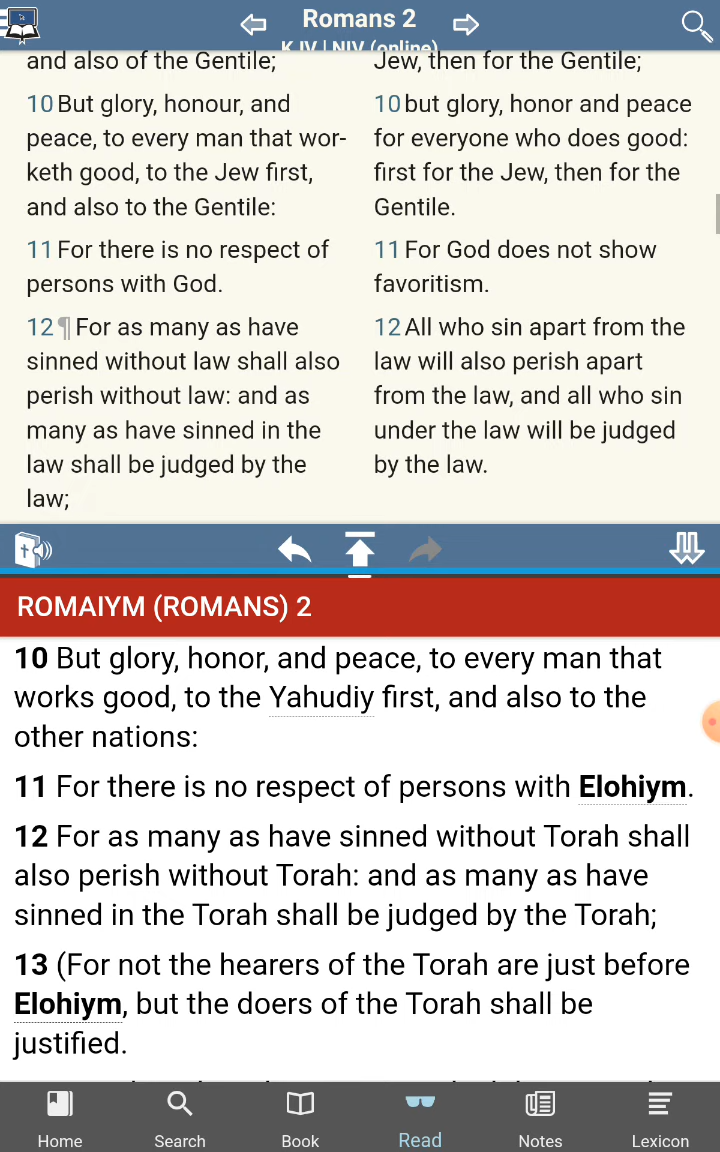 Romans 2
KJV | NIV (online)
and also of the Gentile;
10 But glory, honour, and
peace, to every man that wor-
keth good, to the Jew first,
and also to the Gentile:
11 For there is no respect of
persons with God.
12 ¶ For as many as have
sinned without law shall also
perish without law: and as
many as have sinned in the
law shall be judged by the
law;
Jew, then for the Gentile;
10 but glory, honor and peace
for everyone who does good:
first for the Jew, then for the
Gentile.
11 For God does not show
favoritism.
12 All who sin apart from the
law will also perish apart
from the law, and all who sin
under the law will be judged
by the law.
ROMAIYM (ROMANS) 2
10 But glory, honor, and peace, to every man that
works good, to the Yahudiy first, and also to the
other nations:
11 For there is no respect of persons with Elohiym.
12 For as many as have sinned without Torah shall
also perish without Torah: and as many as have
sinned in the Torah shall be judged by the Torah;
13 (For not the hearers of the Torah are just before
Elohiym, but the doers of the Torah shall be
justified.
Home Search Book Read Notes Lexicon